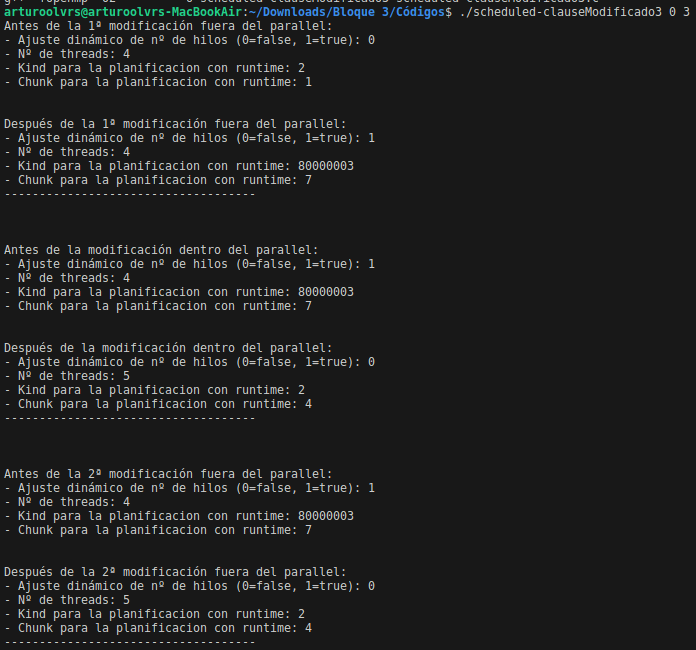 arturoolvrs@arturoolvrs-MacBookAir:~/Downloads/Bloque 3/Códigos$ ./scheduled-clauseModificado3 0 3
Antes de la 1ª modificación fuera del parallel:
- Ajuste dinámico de nº de hilos (0=false, 1=true): 0
- Nº de threads: 4
- Kind para la planificacion con runtime: 2
- Chunk para la planificacion con runtime: 1
Después de la 1ª modificación fuera del parallel:
- Ajuste dinámico de nº de hilos (0=false, 1=true): 1
- Nº de threads: 4
- Kind para la planificacion con runtime: 80000003
- Chunk para la planificacion con runtime: 7
------------------------------------
Antes de la modificación dentro del parallel:
- Ajuste dinámico de nº de hilos (0=false, 1=true): 1
- Nº de threads: 4
- Kind para la planificacion con runtime: 80000003
- Chunk para la planificacion con runtime: 7
Después de la modificación dentro del parallel:
- Ajuste dinámico de nº de hilos (0=false, 1=true): 0
- Nº de threads: 5
- Kind para la planificacion con runtime: 2
- Chunk para la planificacion con runtime: 4
------------------------------------
Antes de la 2ª modificación fuera del parallel:
- Ajuste dinámico de nº de hilos (0=false, 1=true): 1
- Nº de threads: 4
- Kind para la planificacion con runtime: 80000003
- Chunk para la planificacion con runtime: 7
Después de la 2ª modificación fuera del parallel:
- Ajuste dinámico de nº de hilos (0=false, 1=true): 0
- Nº de threads: 5
- Kind para la planificacion con runtime: 2
- Chunk para la planificacion con runtime: 4
------------------------------------